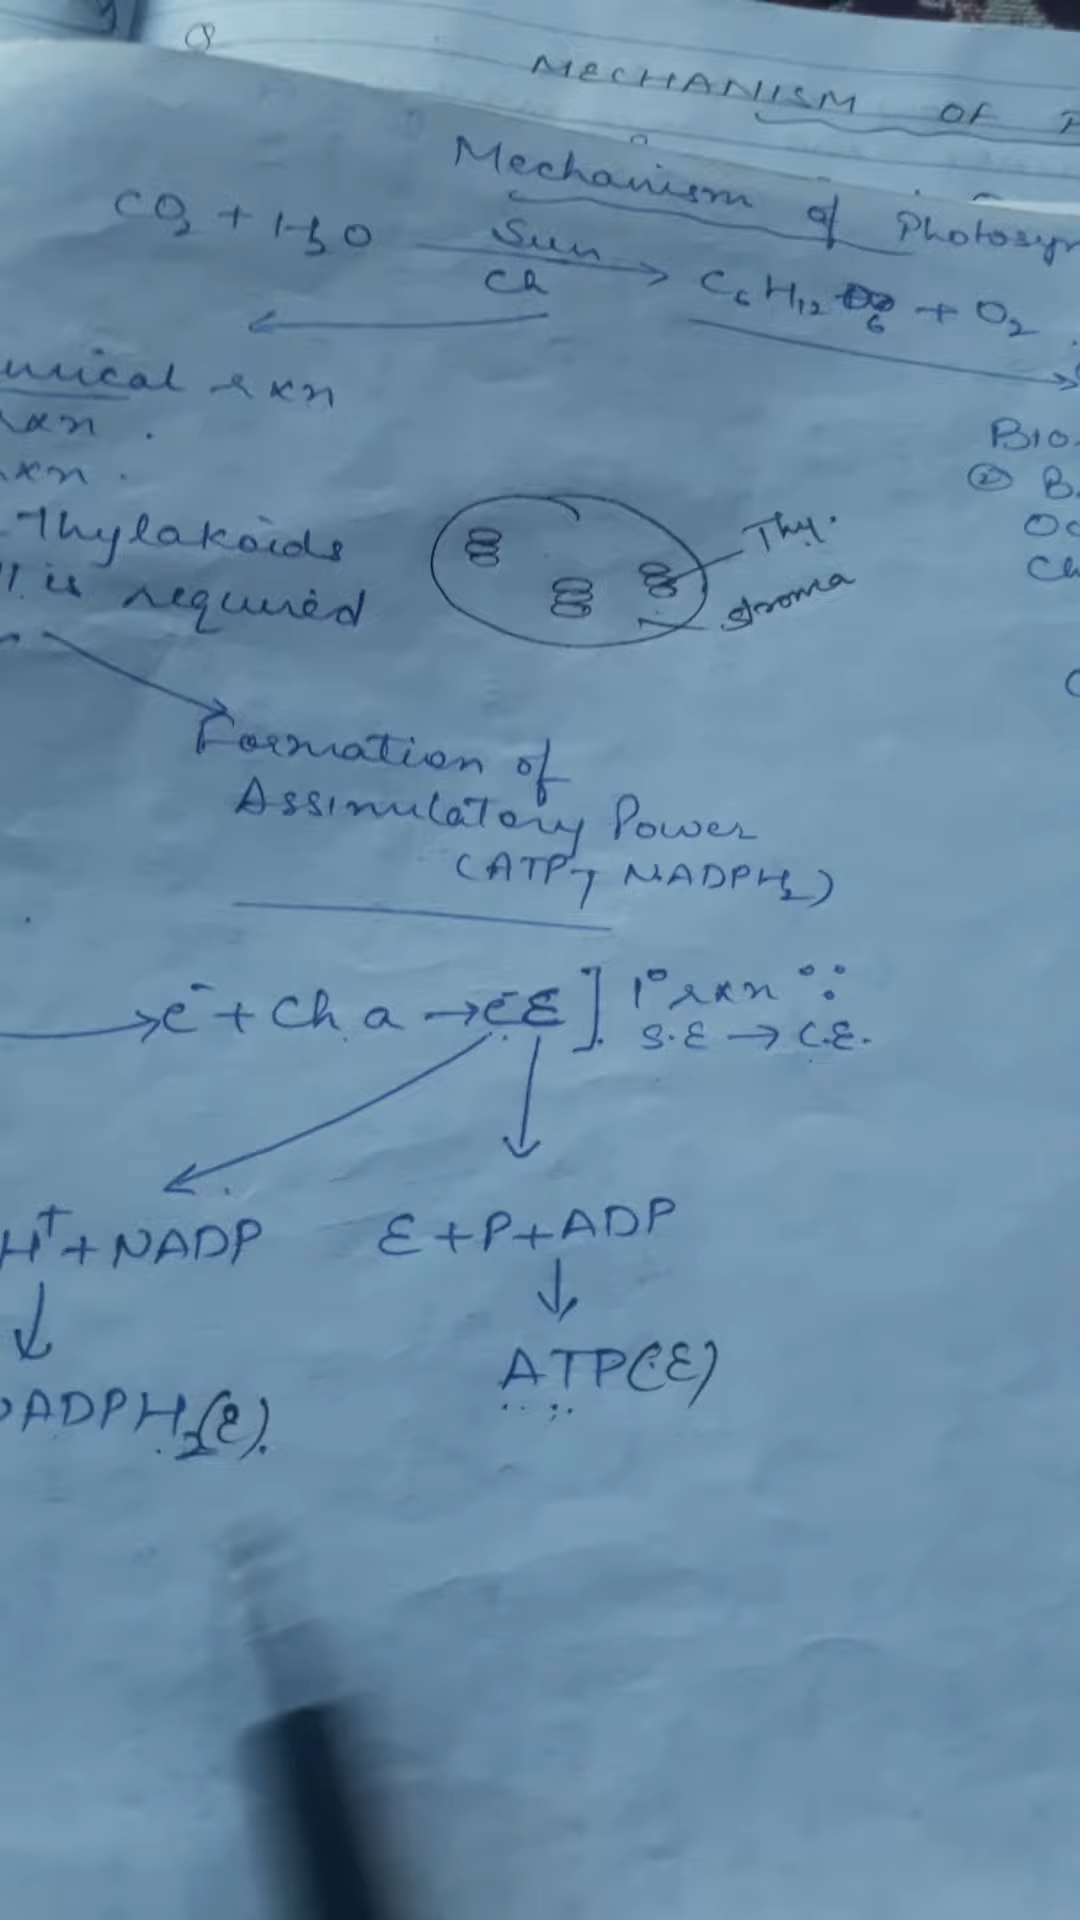 MECHANISM OF
Mechanism of Photosyn
CO2 + H2O Sun Ch → C6H12O6 + O2
mical rxn
rxn.
rxn.
Thylakoids
is required
Thy.
stroma
Bio
② B
Formation of
Assimulatory Power
(ATP, NADPH2)
→ e- + Ch a → e-E ] 1° rxn
S.E → C.E.
H+ + NADP
E + P + ADP
↓
↓
ATP(CE)
ADPH2(E).